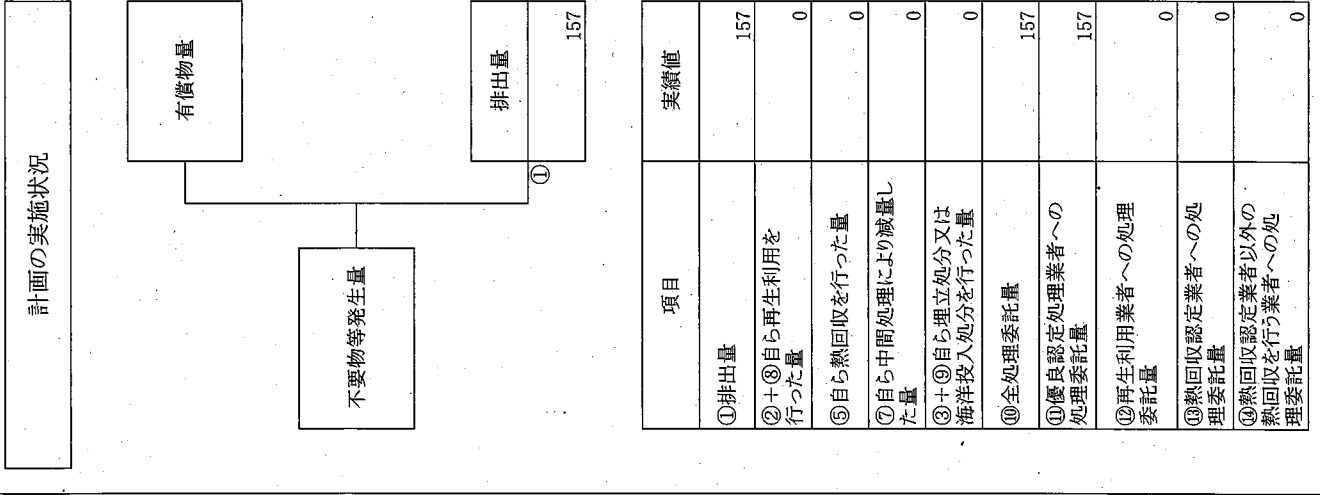 計画の実施状況
有償物量
不要物等発生量
排出量
①
157
項目 実績値
①排出量 157
②+⑧自ら再生利用を
行った量 0
⑤自ら熱回収を行った量 0
⑦自ら中間処理により減量し
た量 0
③+⑨自ら埋立処分又は
海洋投入処分を行った量 0
⑩全処理委託量 157
⑪優良認定処理業者への
処理委託量 157
⑫再生利用業者への処理
委託量 0
⑬熱回収認定業者への処
理委託量 0
⑭熱回収認定業者以外の
熱回収を行う業者への処
理委託量 0